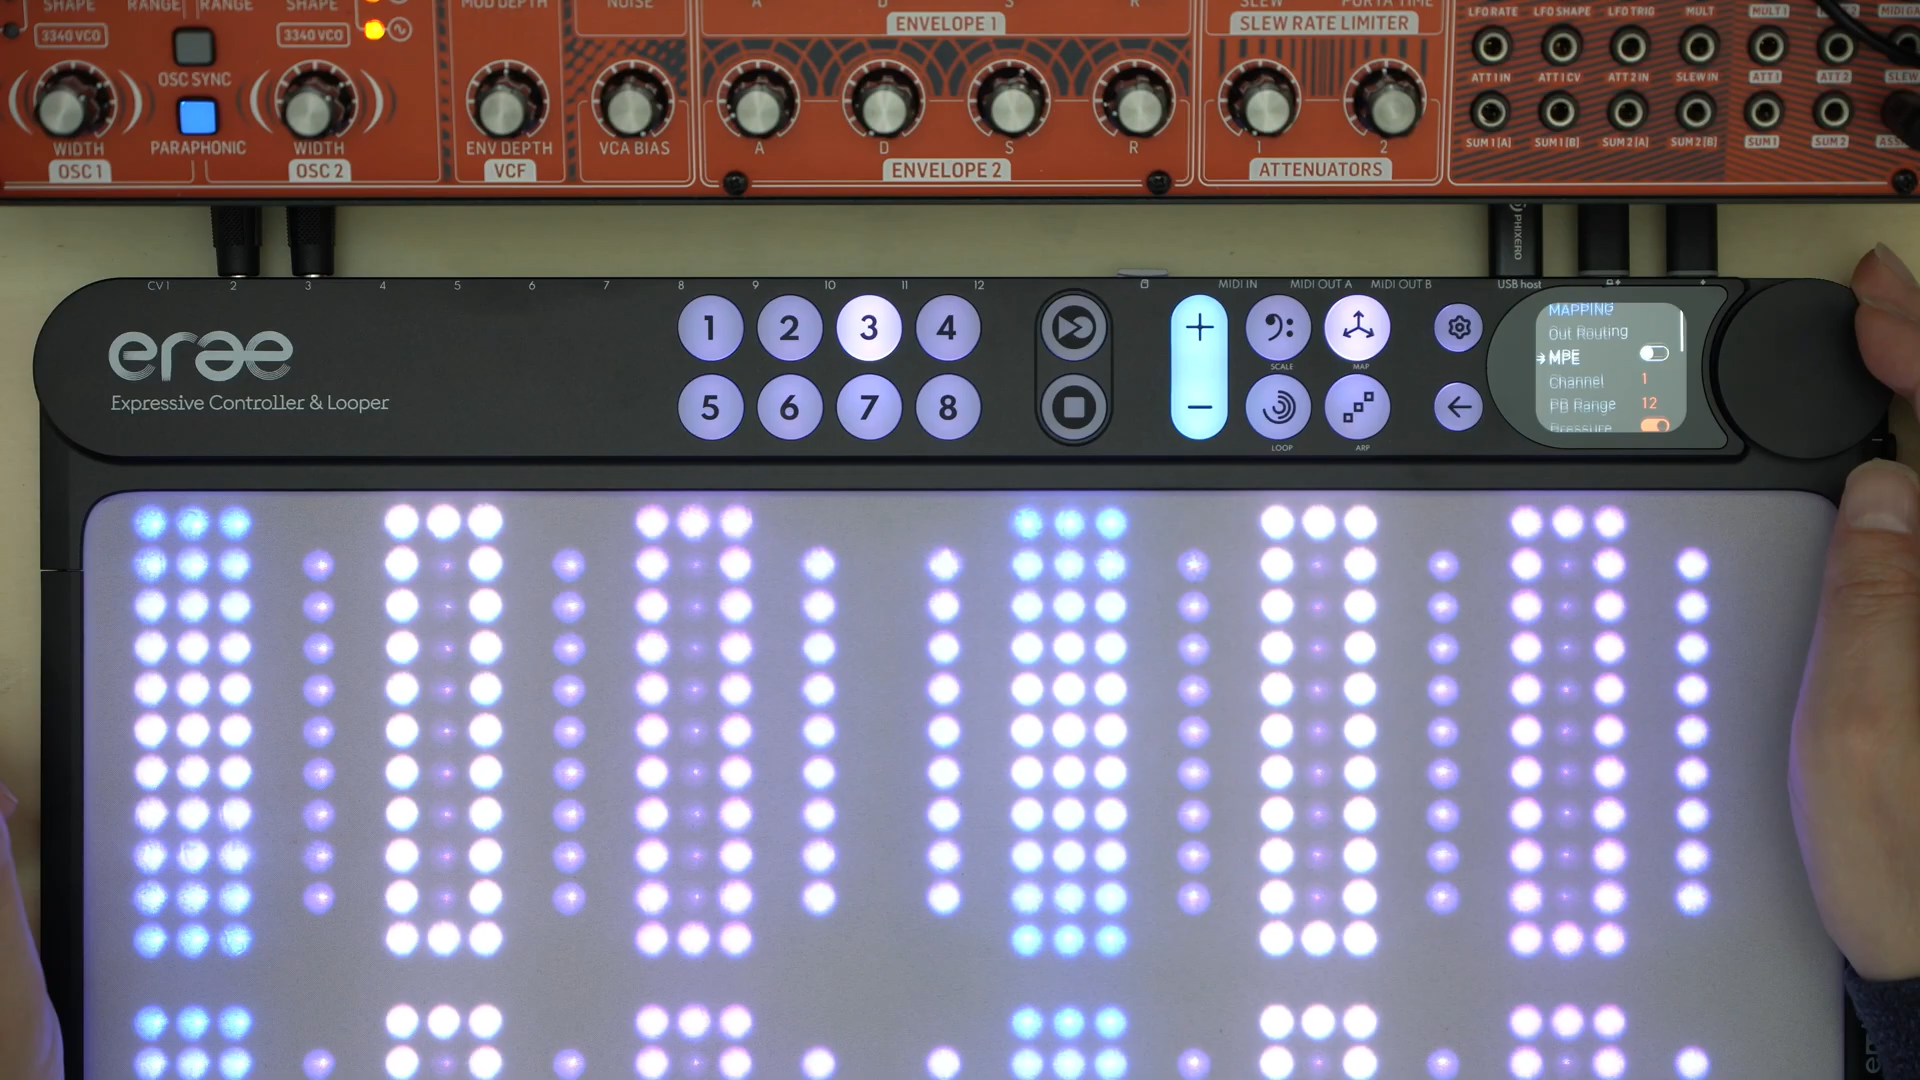 SHAPE RANGE RANGE SHAPE MOD DEPTH NOISE A D S R SLEW PORTA TIME
LFO RATE LFO SHAPE LFO TRIG MULT MULT 1
ENVELOPE 1 SLEW RATE LIMITER
3340 VCO 3340 VCO
OSC SYNC
ATT 1 IN ATT 1 CV ATT 2 IN SLEW IN ATT 1 ATT 2 SLEW
WIDTH PARAPHONIC WIDTH ENV DEPTH VCA BIAS A D S R 1 2
SUM 1 [A] SUM 1 [B] SUM 2 [A] SUM 2 [B] SUM 1 SUM 2
OSC 1 OSC 2 VCF ENVELOPE 2 ATTENUATORS
PHIXERO
CV 1 2 3 4 5 6 7 8 9 10 11 12 MIDI IN MIDI OUT A MIDI OUT B USB host
erae
Expressive Controller & Looper
1 2 3 4
5 6 7 8
+
−
SCALE MAP
LOOP ARP
MAPPING
Out Routing
MPE
Channel 1
PB Range 12
Pressure